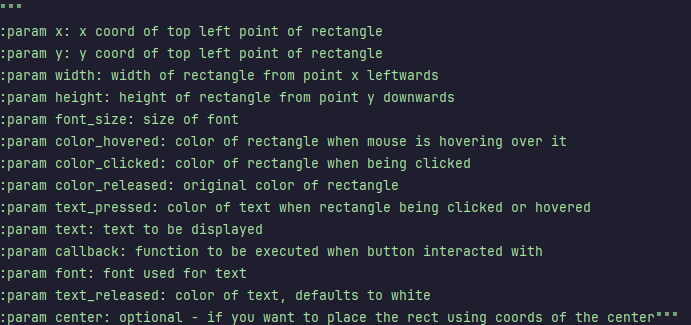 """
:param x: x coord of top left point of rectangle
:param y: y coord of top left point of rectangle
:param width: width of rectangle from point x leftwards
:param height: height of rectangle from point y downwards
:param font_size: size of font
:param color_hovered: color of rectangle when mouse is hovering over it
:param color_clicked: color of rectangle when being clicked
:param color_released: original color of rectangle
:param text_pressed: color of text when rectangle being clicked or hovered
:param text: text to be displayed
:param callback: function to be executed when button interacted with
:param font: font used for text
:param text_released: color of text, defaults to white
:param center: optional - if you want to place the rect using coords of the center"""